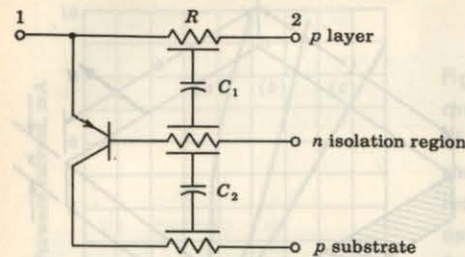 1 R 2
p layer
C1
n isolation region
C2
p substrate